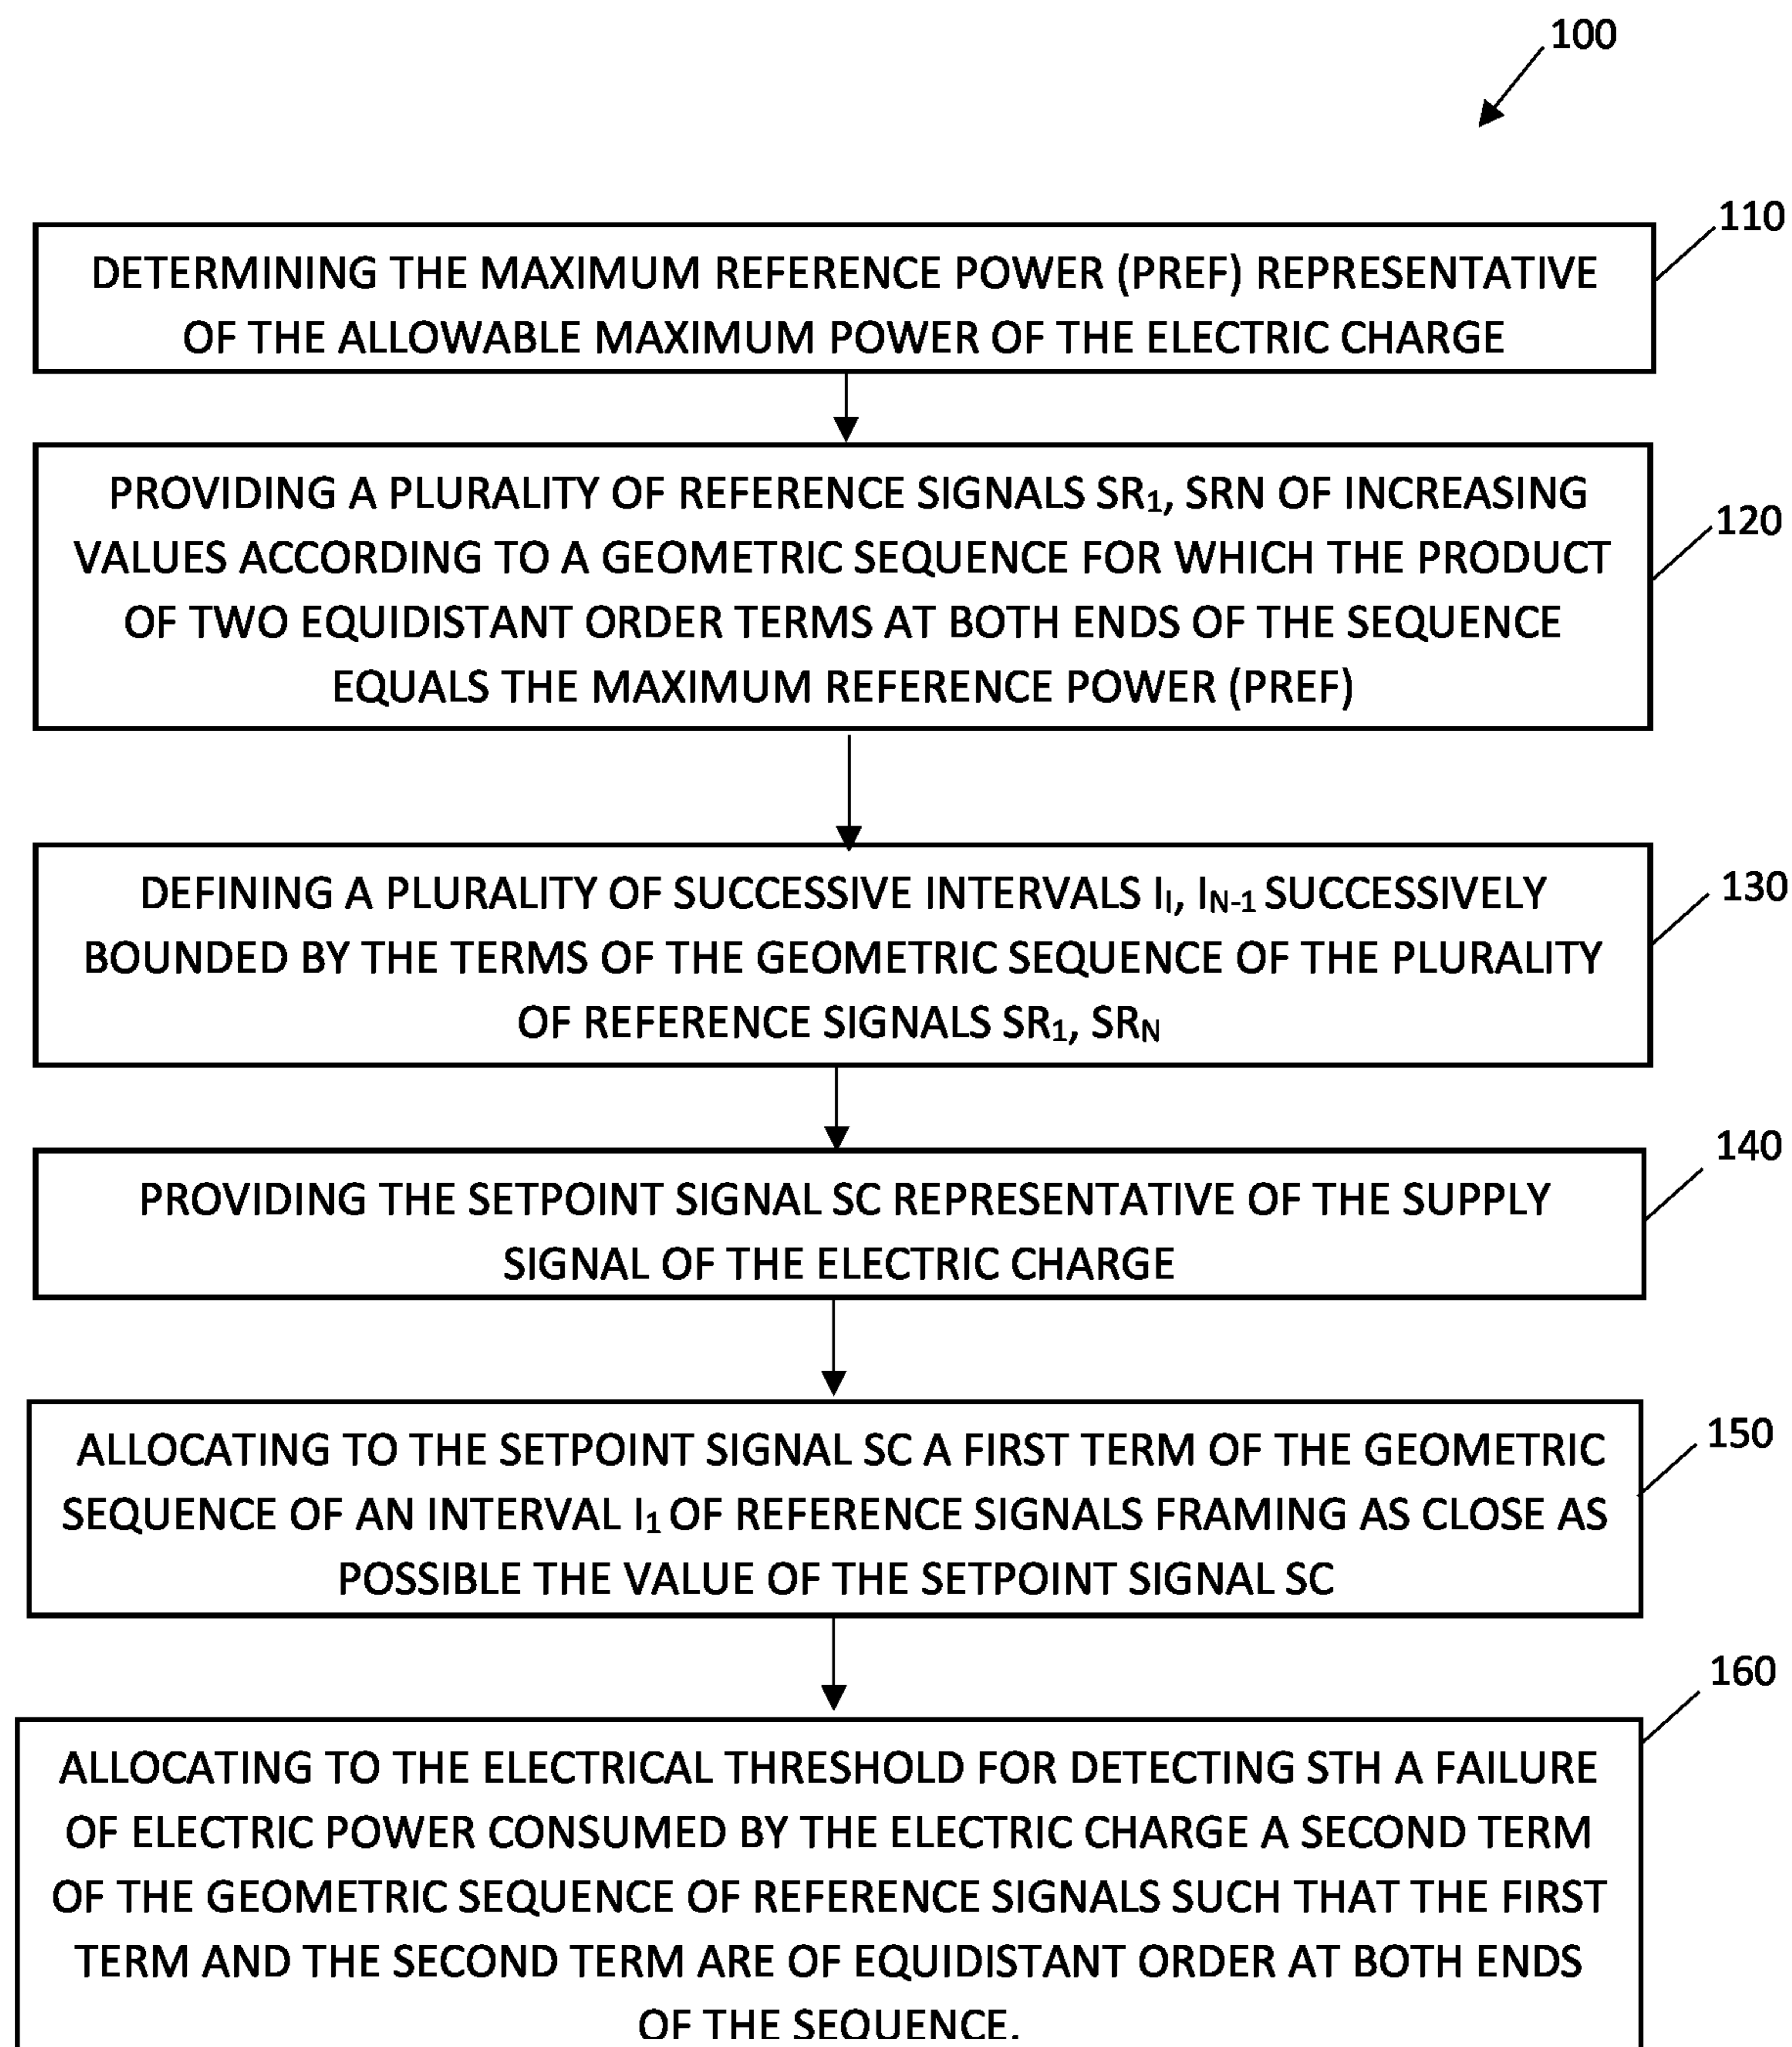 100
110
DETERMINING THE MAXIMUM REFERENCE POWER (PREF) REPRESENTATIVE
OF THE ALLOWABLE MAXIMUM POWER OF THE ELECTRIC CHARGE
120
PROVIDING A PLURALITY OF REFERENCE SIGNALS SR₁, SRN OF INCREASING
VALUES ACCORDING TO A GEOMETRIC SEQUENCE FOR WHICH THE PRODUCT
OF TWO EQUIDISTANT ORDER TERMS AT BOTH ENDS OF THE SEQUENCE
EQUALS THE MAXIMUM REFERENCE POWER (PREF)
130
DEFINING A PLURALITY OF SUCCESSIVE INTERVALS I_I, I_N-1 SUCCESSIVELY
BOUNDED BY THE TERMS OF THE GEOMETRIC SEQUENCE OF THE PLURALITY
OF REFERENCE SIGNALS SR₁, SR_N
140
PROVIDING THE SETPOINT SIGNAL SC REPRESENTATIVE OF THE SUPPLY
SIGNAL OF THE ELECTRIC CHARGE
150
ALLOCATING TO THE SETPOINT SIGNAL SC A FIRST TERM OF THE GEOMETRIC
SEQUENCE OF AN INTERVAL I₁ OF REFERENCE SIGNALS FRAMING AS CLOSE AS
POSSIBLE THE VALUE OF THE SETPOINT SIGNAL SC
160
ALLOCATING TO THE ELECTRICAL THRESHOLD FOR DETECTING STH A FAILURE
OF ELECTRIC POWER CONSUMED BY THE ELECTRIC CHARGE A SECOND TERM
OF THE GEOMETRIC SEQUENCE OF REFERENCE SIGNALS SUCH THAT THE FIRST
TERM AND THE SECOND TERM ARE OF EQUIDISTANT ORDER AT BOTH ENDS
OF THE SEQUENCE.